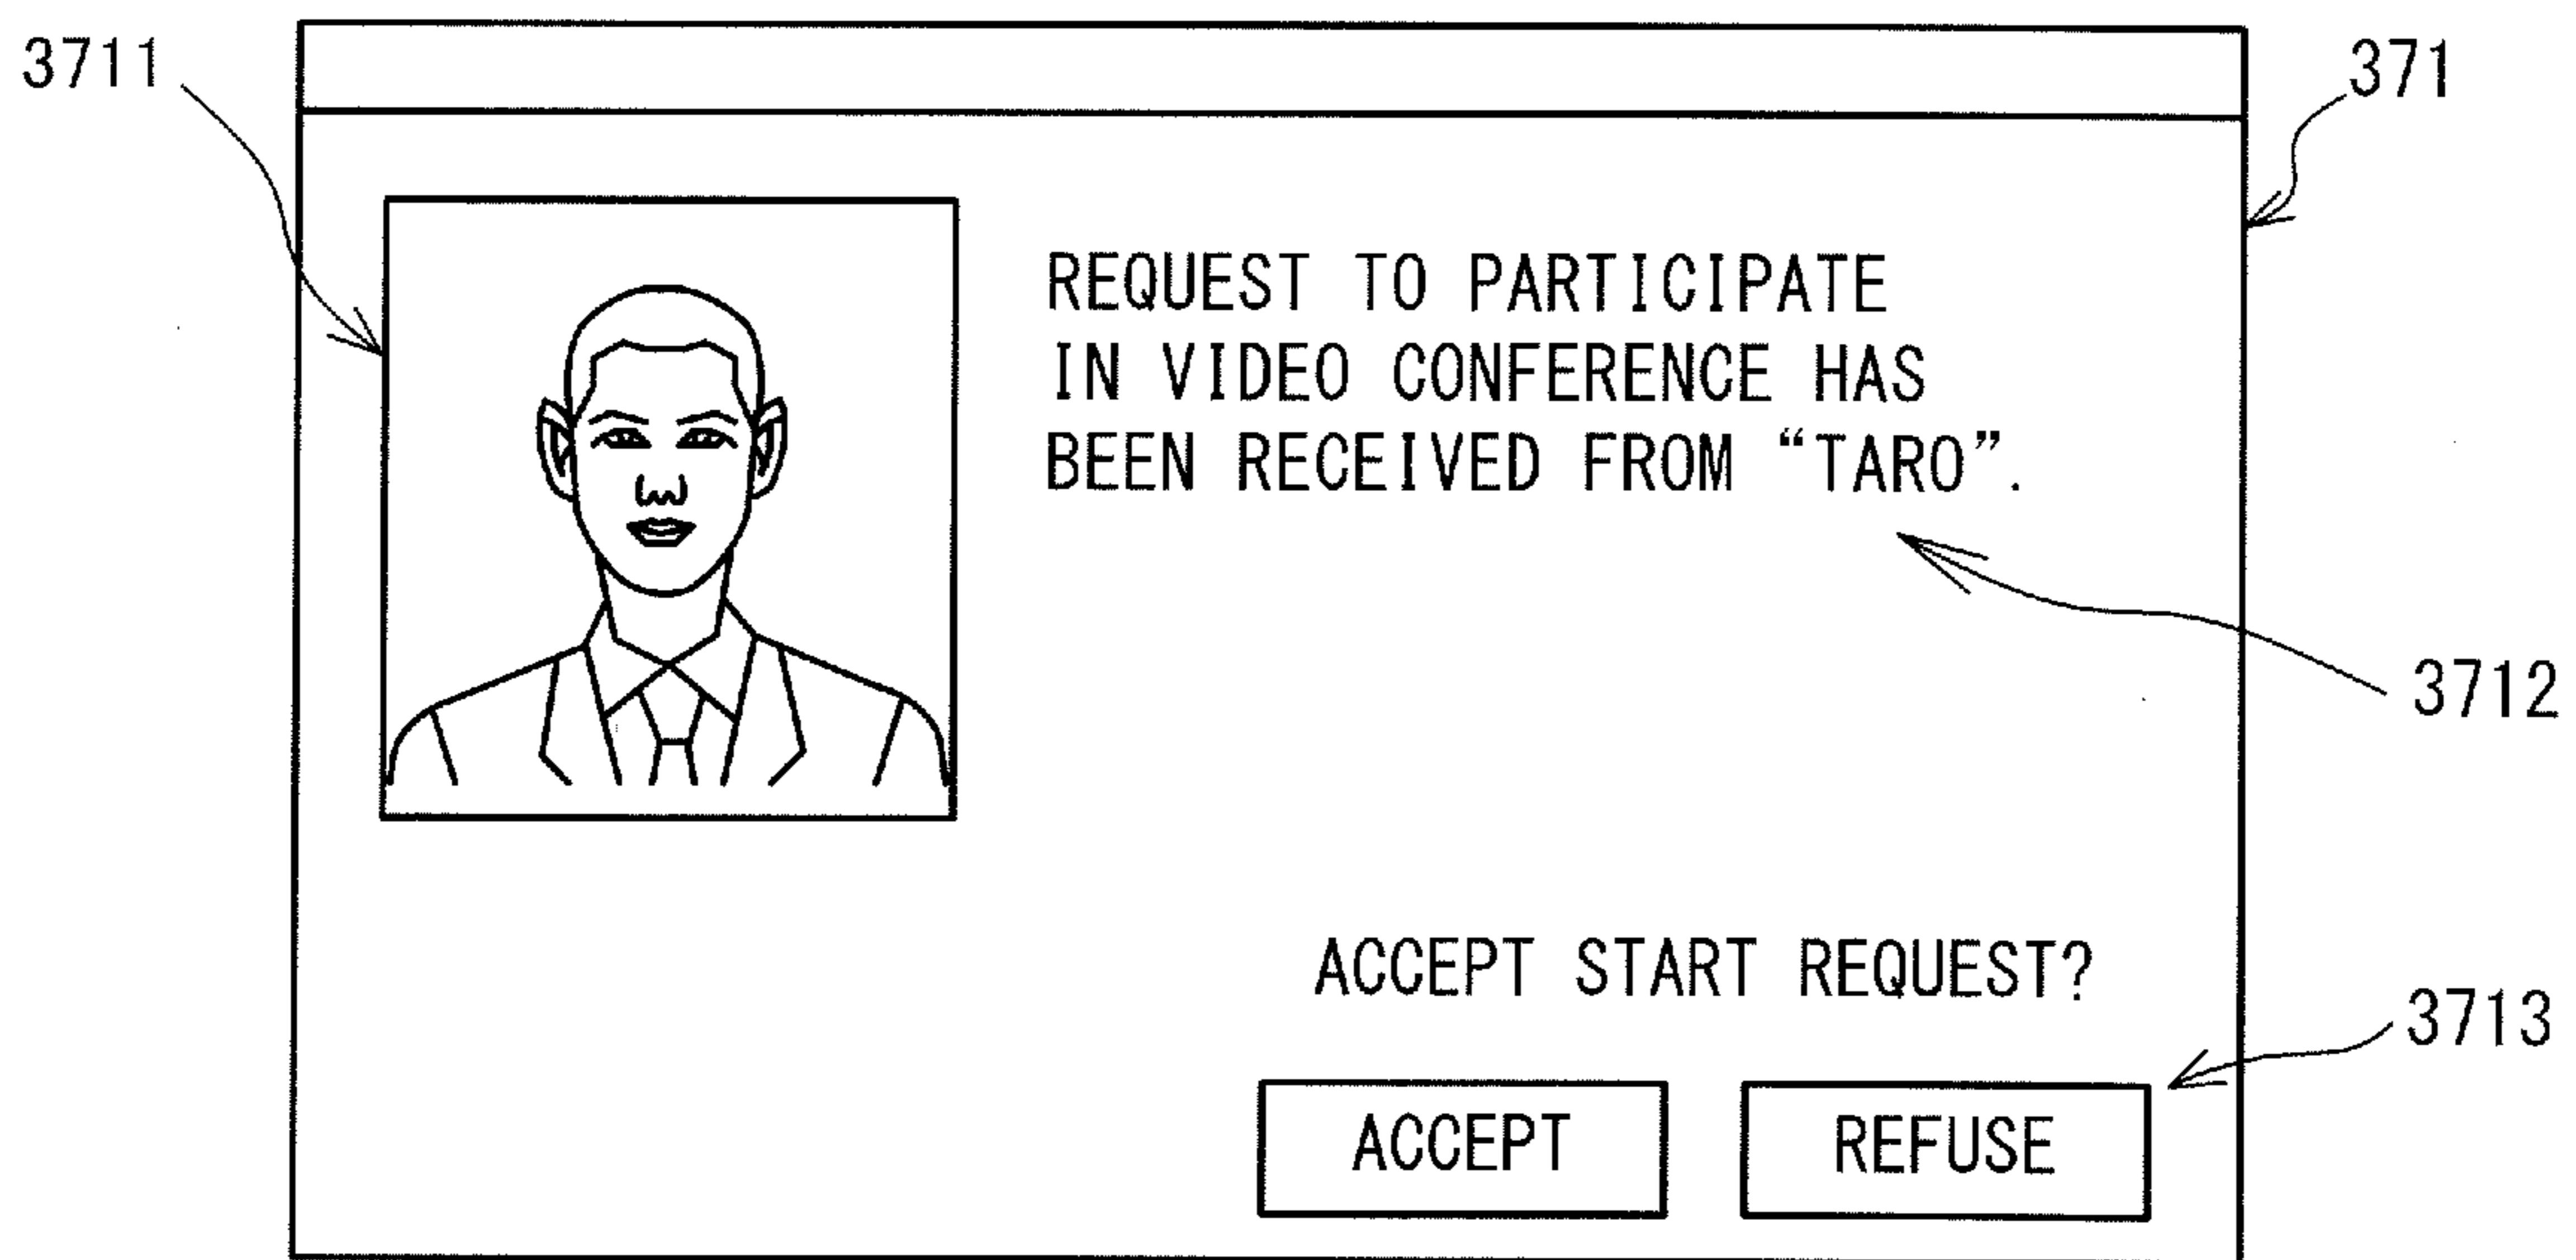 3711
371
REQUEST TO PARTICIPATE
IN VIDEO CONFERENCE HAS
BEEN RECEIVED FROM “TARO”.
3712
ACCEPT START REQUEST?
3713
ACCEPT
REFUSE